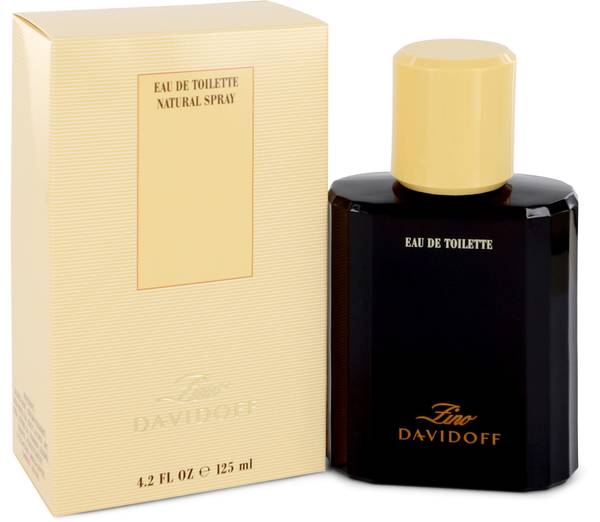 EAU DE TOILETTE
NATURAL SPRAY
Zino
DAVIDOFF
4.2 FL OZ ℮ 125 ml
EAU DE TOILETTE
Zino
DAVIDOFF